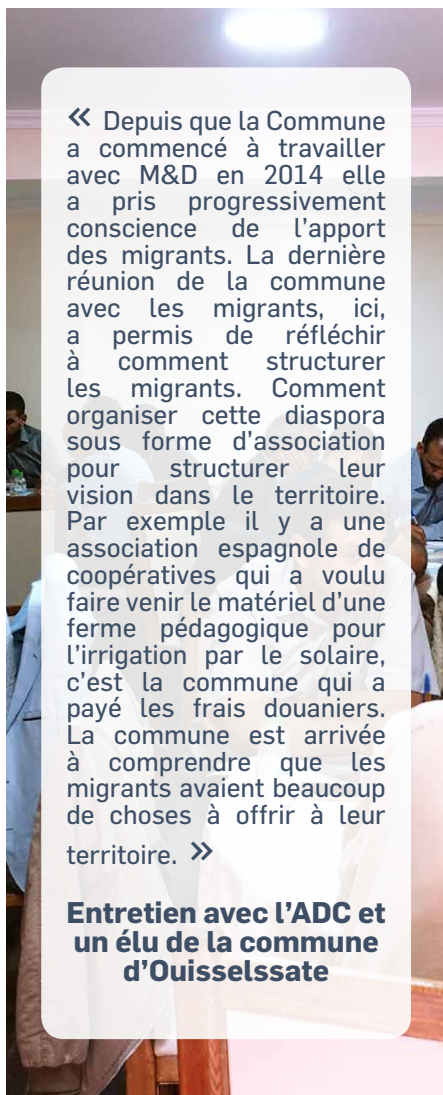 « Depuis que la Commune
a commencé à travailler
avec M&D en 2014 elle
a pris progressivement
conscience de l'apport
des migrants. La dernière
réunion de la commune
avec les migrants, ici,
a permis de réfléchir
à comment structurer
les migrants. Comment
organiser cette diaspora
sous forme d'association
pour structurer leur
vision dans le territoire.
Par exemple il y a une
association espagnole de
coopératives qui a voulu
faire venir le matériel d'une
ferme pédagogique pour
l'irrigation par le solaire,
c'est la commune qui a
payé les frais douaniers.
La commune est arrivée
à comprendre que les
migrants avaient beaucoup
de choses à offrir à leur
territoire. »
Entretien avec l'ADC et
un élu de la commune
d'Ouisselssate